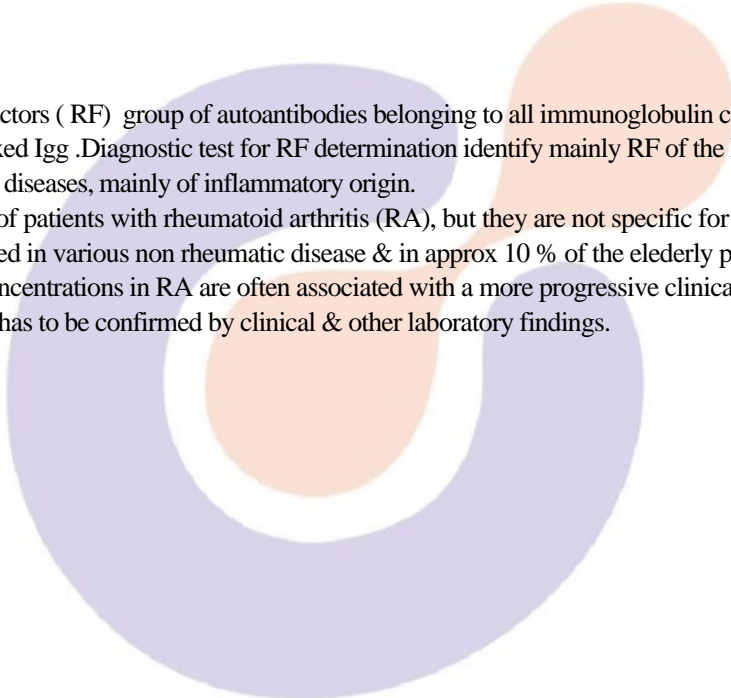 ctors ( RF) group of autoantibodies belonging to all immunoglobulin c
ked Igg .Diagnostic test for RF determination identify mainly RF of the
diseases, mainly of inflammatory origin.
of patients with rheumatoid arthritis (RA), but they are not specific for
ed in various non rheumatic disease & in approx 10 % of the elederly p
ncentrations in RA are often associated with a more progressive clinica
has to be confirmed by clinical & other laboratory findings.